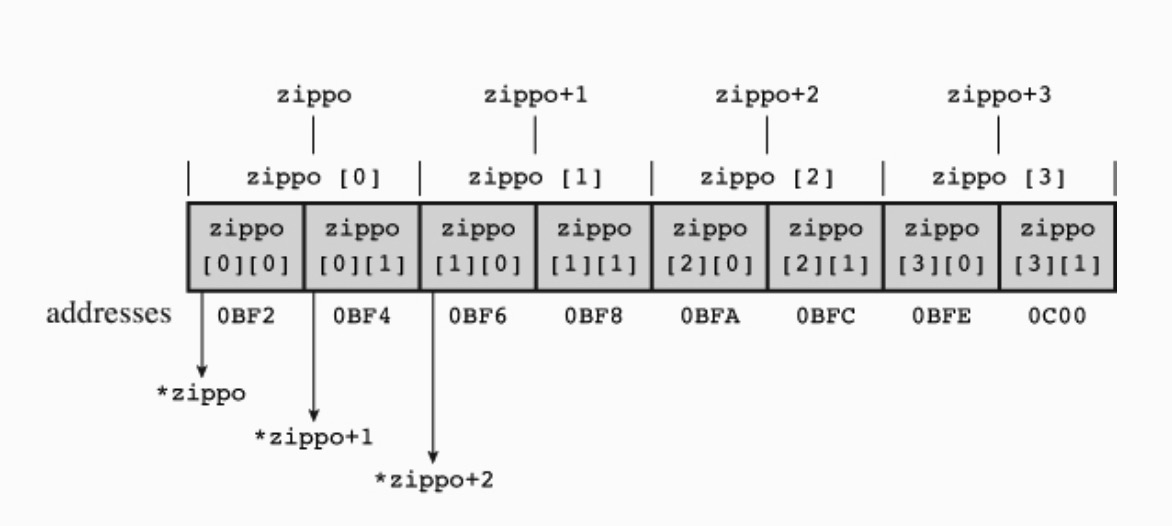 zippo zippo+1 zippo+2 zippo+3
zippo [0] zippo [1] zippo [2] zippo [3]
zippo zippo zippo zippo zippo zippo zippo zippo
[0][0] [0][1] [1][0] [1][1] [2][0] [2][1] [3][0] [3][1]
addresses 0BF2 0BF4 0BF6 0BF8 0BFA 0BFC 0BFE 0C00
*zippo
*zippo+1
*zippo+2